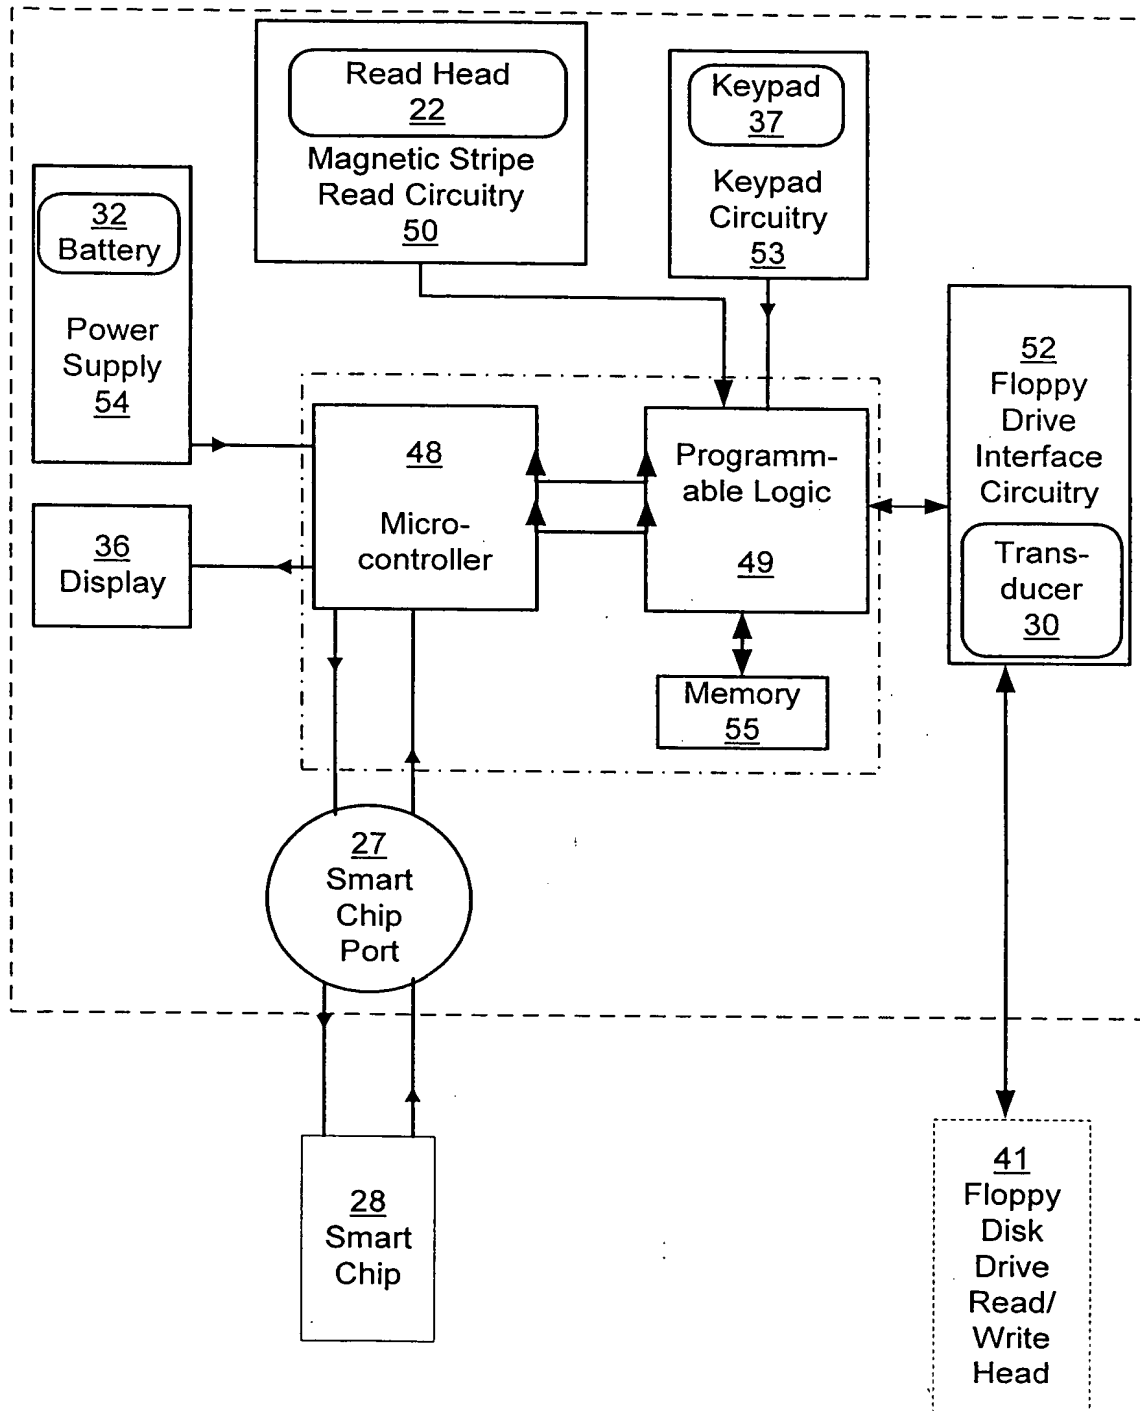 Read Head
22
Magnetic Stripe
Read Circuitry
50
Keypad
37
Keypad
Circuitry
53
32
Battery
Power
Supply
54
52
Floppy
Drive
Interface
Circuitry
Trans-
ducer
30
48
Micro-
controller
Programm-
able Logic
49
36
Display
Memory
55
27
Smart
Chip
Port
28
Smart
Chip
41
Floppy
Disk
Drive
Read/
Write
Head